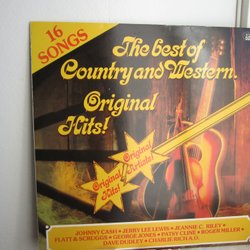 16
SONGS
The best of
Country and Western.
Original
Hits!
Original
Artists!
Original
Hits!
JOHNNY CASH · JERRY LEE LEWIS · JEANNIE C. RILEY ·
FLATT & SCRUGGS · GEORGE JONES · PATSY CLINE · ROGER MILLER
DAVE DUDLEY · CHARLIE RICH A.O.